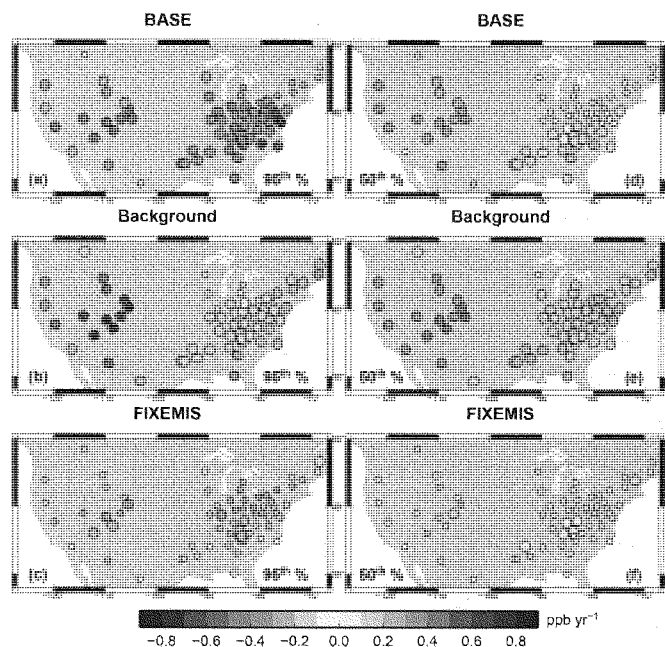 BASE BASE
(a) 95th % 50th % (d)
Background Background
(b) 95th % 50th % (e)
FIXEMIS FIXEMIS
(c) 95th % 50th % (f)
ppb yr⁻¹
−0.8 −0.6 −0.4 −0.2 0.0 0.2 0.4 0.6 0.8